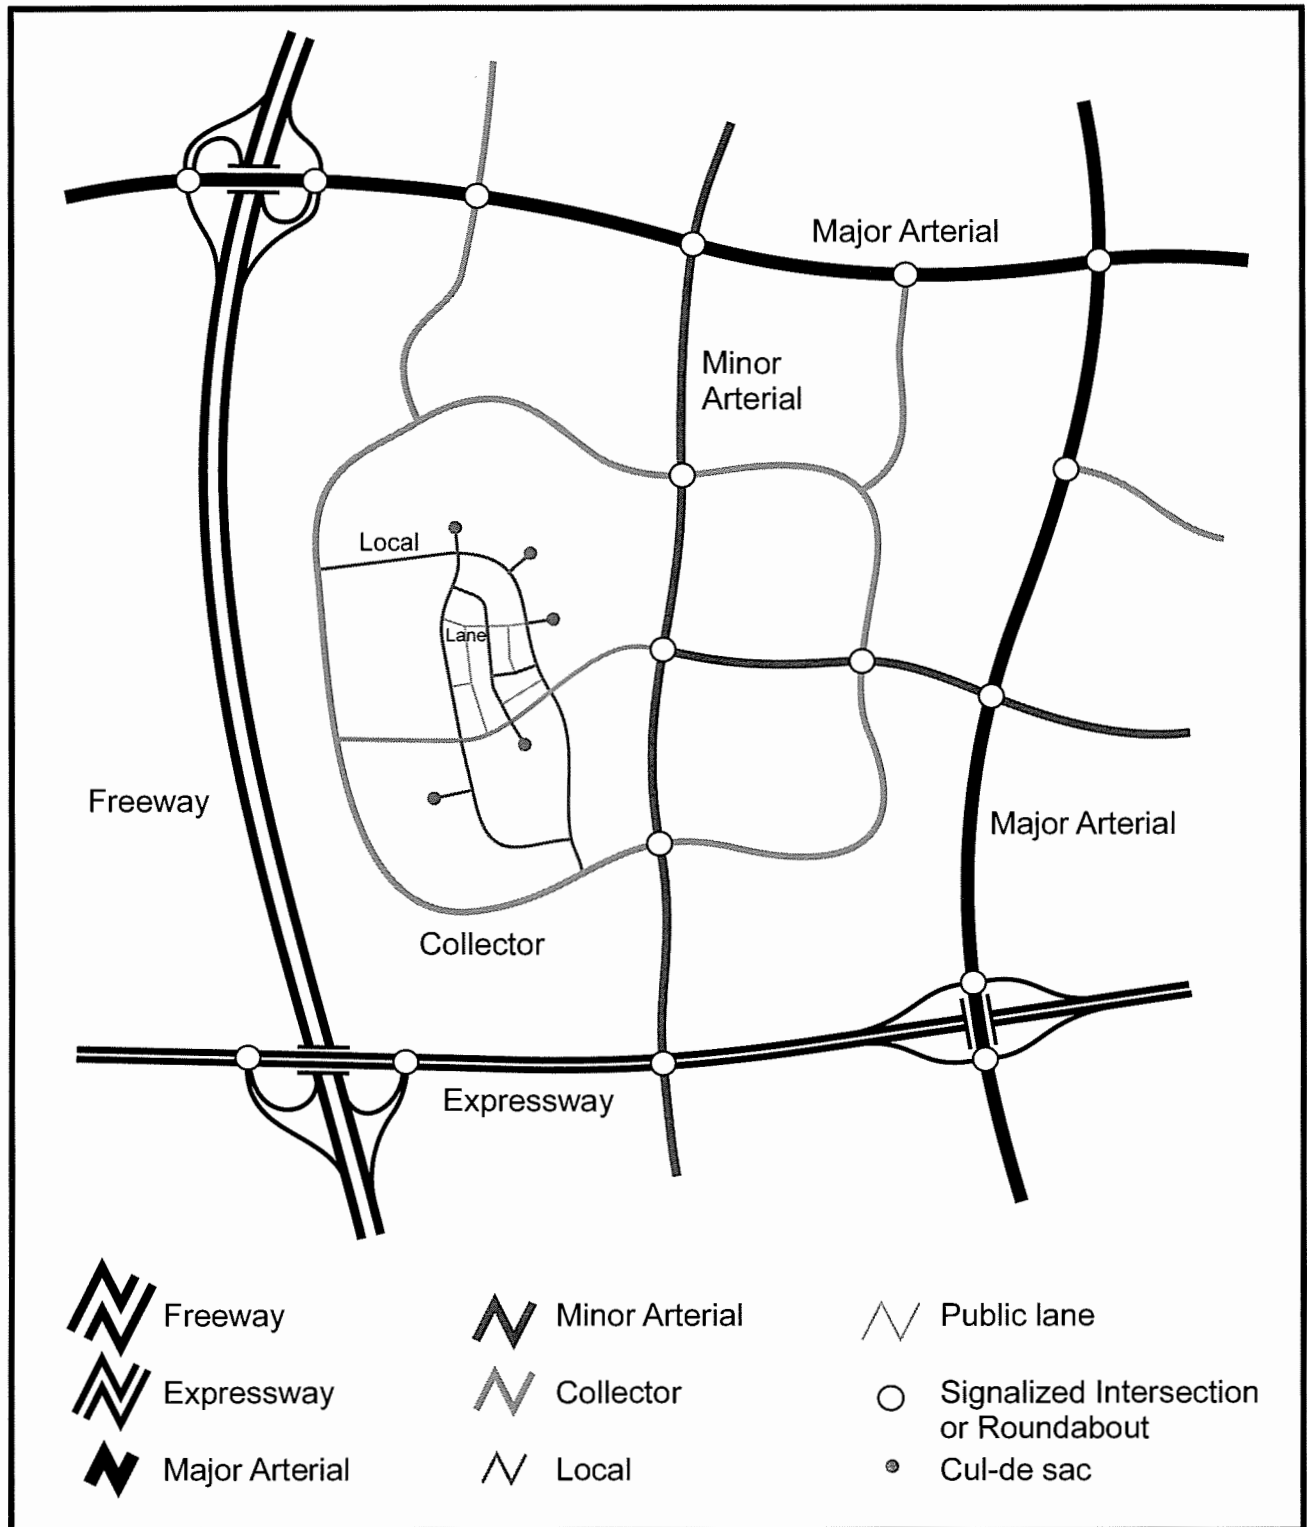 Major Arterial
Minor
Arterial
Local
Lane
Freeway
Major Arterial
Collector
Expressway
Freeway
Minor Arterial
Public lane
Expressway
Collector
Signalized Intersection
or Roundabout
Major Arterial
Local
Cul-de sac